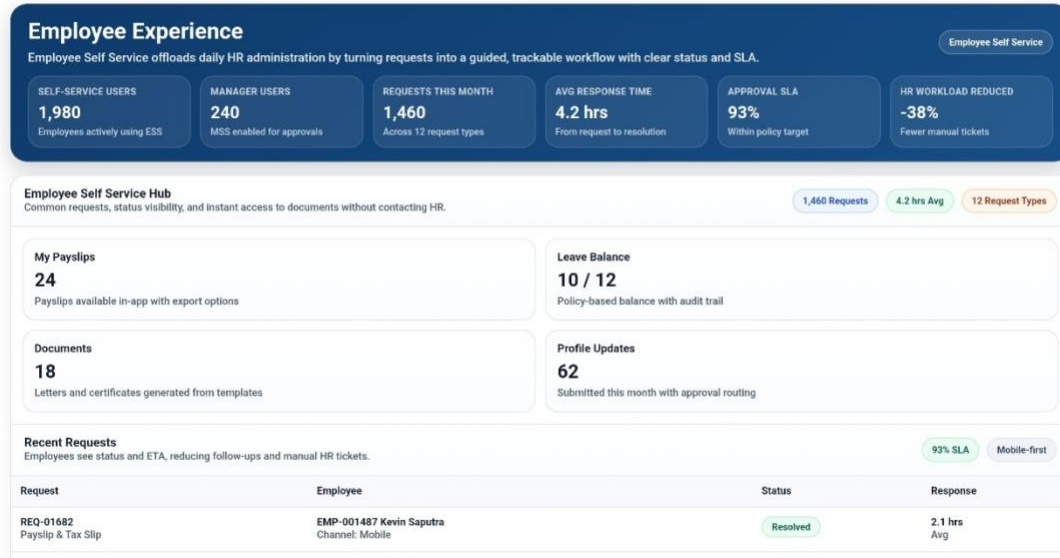 Employee Experience
Employee Self Service offloads daily HR administration by turning requests into a guided, trackable workflow with clear status and SLA.
Employee Self Service
SELF-SERVICE USERS
1,980
Employees actively using ESS
MANAGER USERS
240
MSS enabled for approvals
REQUESTS THIS MONTH
1,460
Across 12 request types
AVG RESPONSE TIME
4.2 hrs
From request to resolution
APPROVAL SLA
93%
Within policy target
HR WORKLOAD REDUCED
-38%
Fewer manual tickets
Employee Self Service Hub
Common requests, status visibility, and instant access to documents without contacting HR.
1,460 Requests
4.2 hrs Avg
12 Request Types
My Payslips
24
Payslips available in-app with export options
Leave Balance
10 / 12
Policy-based balance with audit trail
Documents
18
Letters and certificates generated from templates
Profile Updates
62
Submitted this month with approval routing
Recent Requests
Employees see status and ETA, reducing follow-ups and manual HR tickets.
93% SLA
Mobile-first
Request Employee Status Response
REQ-01682
Payslip & Tax Slip
EMP-001487 Kevin Saputra
Channel: Mobile
Resolved
2.1 hrs
Avg